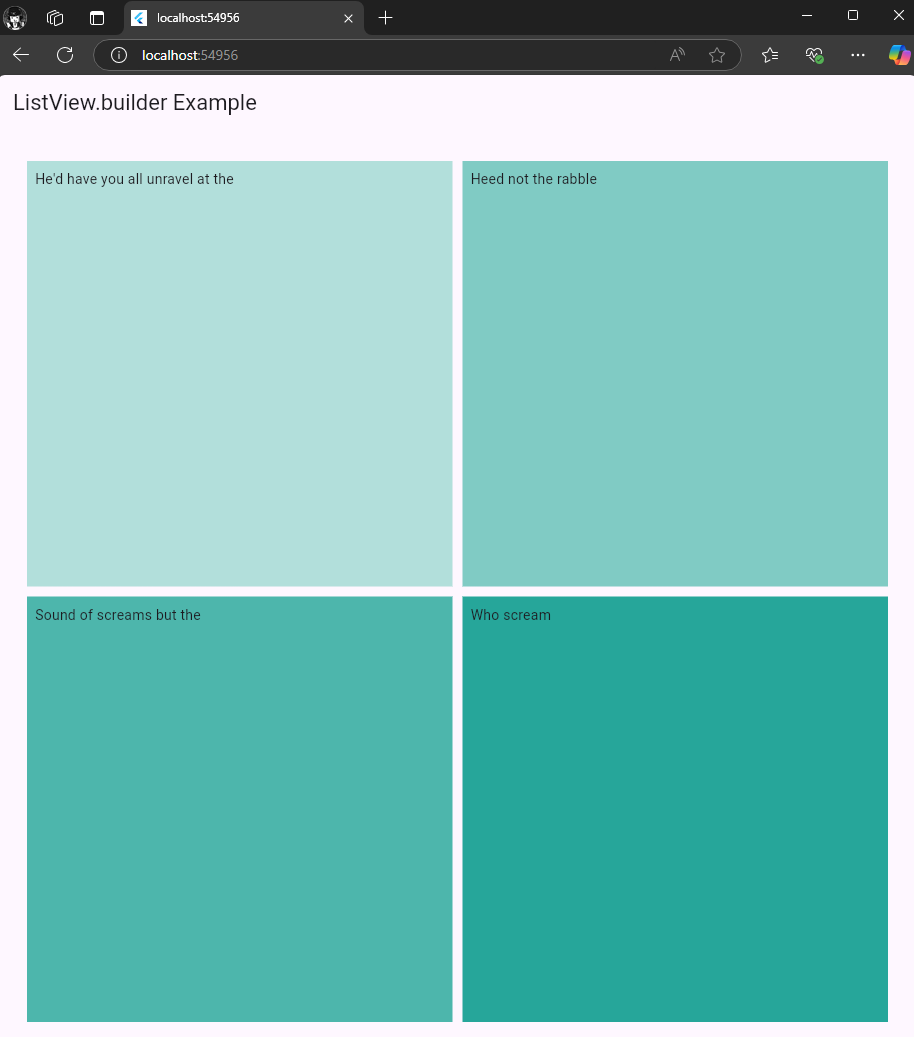 localhost:54956
localhost:54956
ListView.builder Example
He'd have you all unravel at the
Heed not the rabble
Sound of screams but the
Who scream